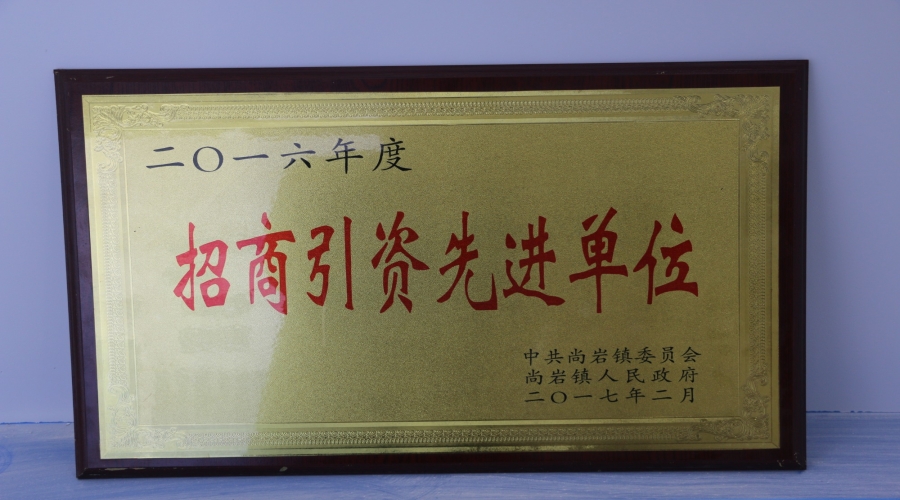 二〇一六年度
招商引资先进单位
中共尚岩镇委员会
尚岩镇人民政府
二〇一七年二月